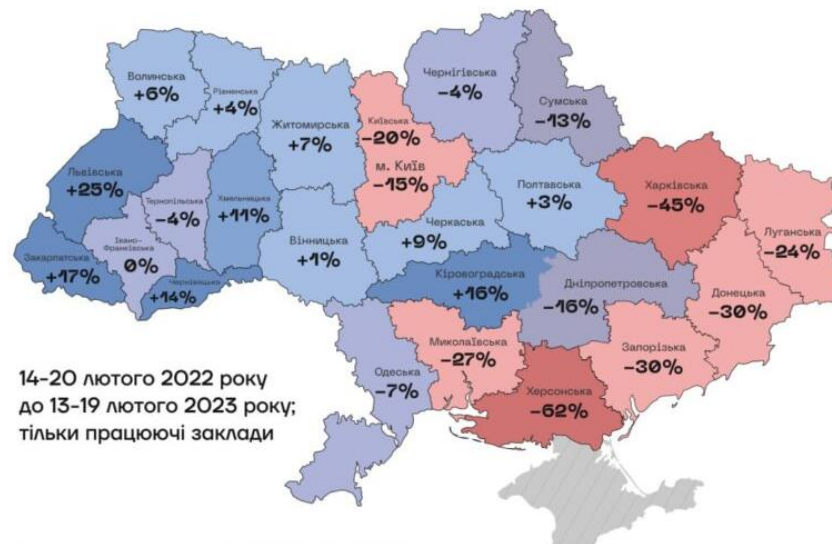 Волинська
+6%
Рівненська
+4%
Житомирська
+7%
Київська
-20%
м. Київ
-15%
Чернігівська
-4%
Сумська
-13%
Львівська
+25%
Тернопільська
-4%
Хмельницька
+11%
Івано-
Франківська
0%
Закарпатська
+17%
Чернівецька
+14%
Вінницька
+1%
Черкаська
+9%
Полтавська
+3%
Харківська
-45%
Луганська
-24%
Кіровоградська
+16%
Дніпропетровська
-16%
Донецька
-30%
Запорізька
-30%
Миколаївська
-27%
Одеська
-7%
Херсонська
-62%
14-20 лютого 2022 року
до 13-19 лютого 2023 року;
тільки працюючі заклади